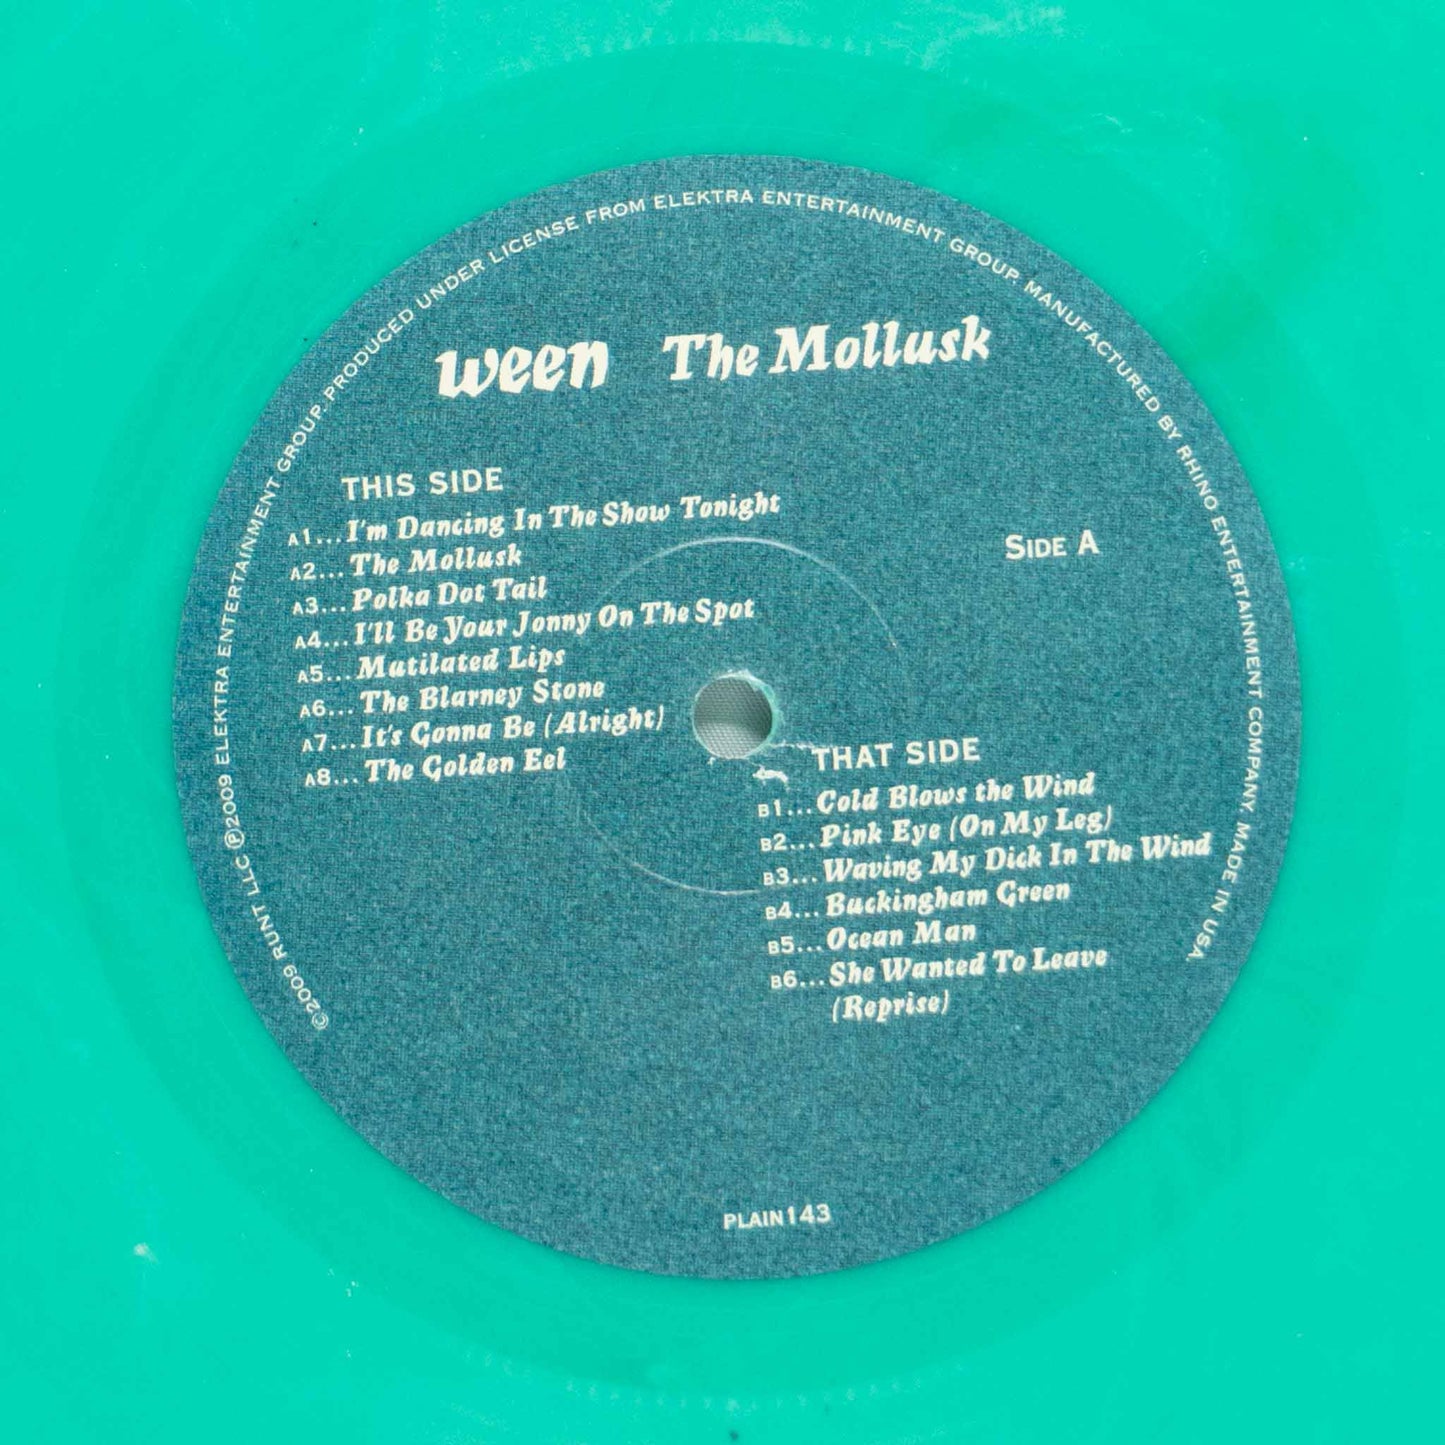 ©2009 RUNT LLC ℗2009 ELEKTRA ENTERTAINMENT GROUP. PRODUCED UNDER LICENSE FROM ELEKTRA ENTERTAINMENT GROUP. MANUFACTURED BY RHINO ENTERTAINMENT COMPANY. MADE IN USA.
ween The Mollusk
THIS SIDE
A1...I'm Dancing In The Show Tonight
A2...The Mollusk
A3...Polka Dot Tail
A4...I'll Be Your Jonny On The Spot
A5...Mutilated Lips
A6...The Blarney Stone
A7...It's Gonna Be (Alright)
A8...The Golden Eel
SIDE A
THAT SIDE
B1...Cold Blows the Wind
B2...Pink Eye (On My Leg)
B3...Waving My Dick In The Wind
B4...Buckingham Green
B5...Ocean Man
B6...She Wanted To Leave
(Reprise)
PLAIN143